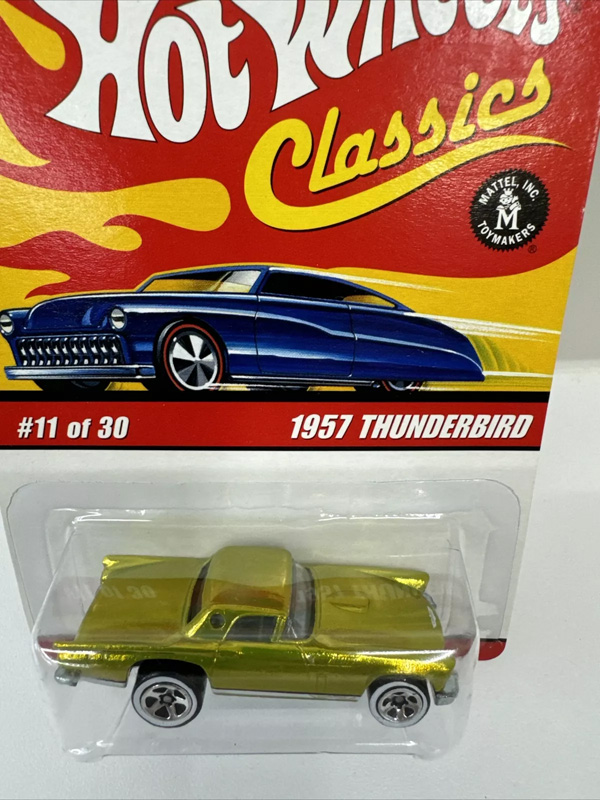 Hot Wheels
Classics
MATTEL, INC.
M
TOYMAKERS
®
#11 of 30
1957 THUNDERBIRD